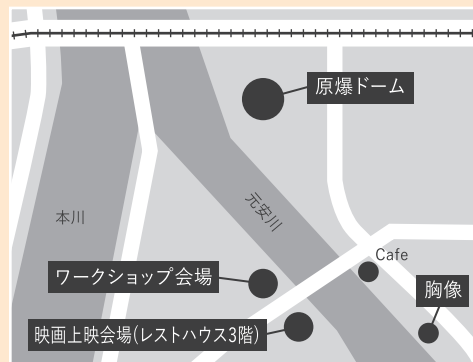 原爆ドーム
元安川
本川
Cafe
ワークショップ会場
胸像
映画上映会場(レストハウス3階)